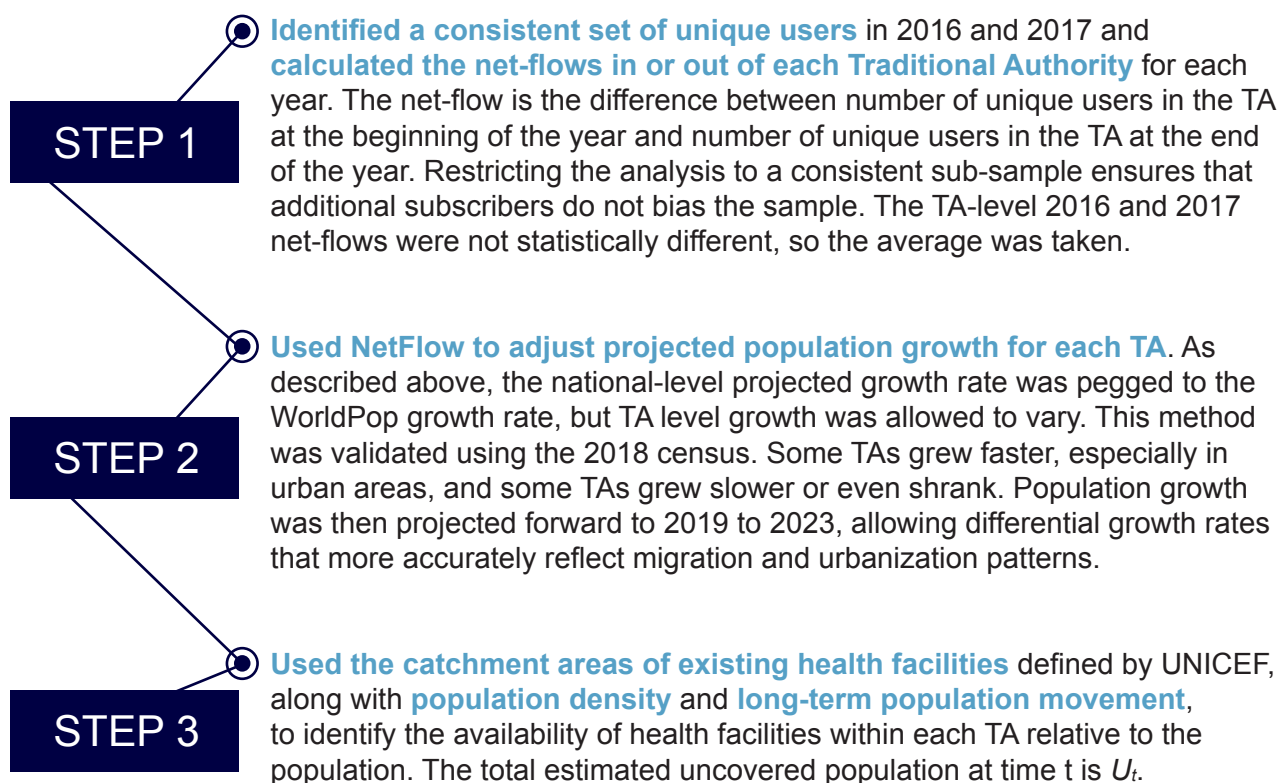 STEP 1
Identified a consistent set of unique users in 2016 and 2017 and
calculated the net-flows in or out of each Traditional Authority for each
year. The net-flow is the difference between number of unique users in the TA
at the beginning of the year and number of unique users in the TA at the end
of the year. Restricting the analysis to a consistent sub-sample ensures that
additional subscribers do not bias the sample. The TA-level 2016 and 2017
net-flows were not statistically different, so the average was taken.
STEP 2
Used NetFlow to adjust projected population growth for each TA. As
described above, the national-level projected growth rate was pegged to the
WorldPop growth rate, but TA level growth was allowed to vary. This method
was validated using the 2018 census. Some TAs grew faster, especially in
urban areas, and some TAs grew slower or even shrank. Population growth
was then projected forward to 2019 to 2023, allowing differential growth rates
that more accurately reflect migration and urbanization patterns.
STEP 3
Used the catchment areas of existing health facilities defined by UNICEF,
along with population density and long-term population movement,
to identify the availability of health facilities within each TA relative to the
population. The total estimated uncovered population at time t is Uₜ.